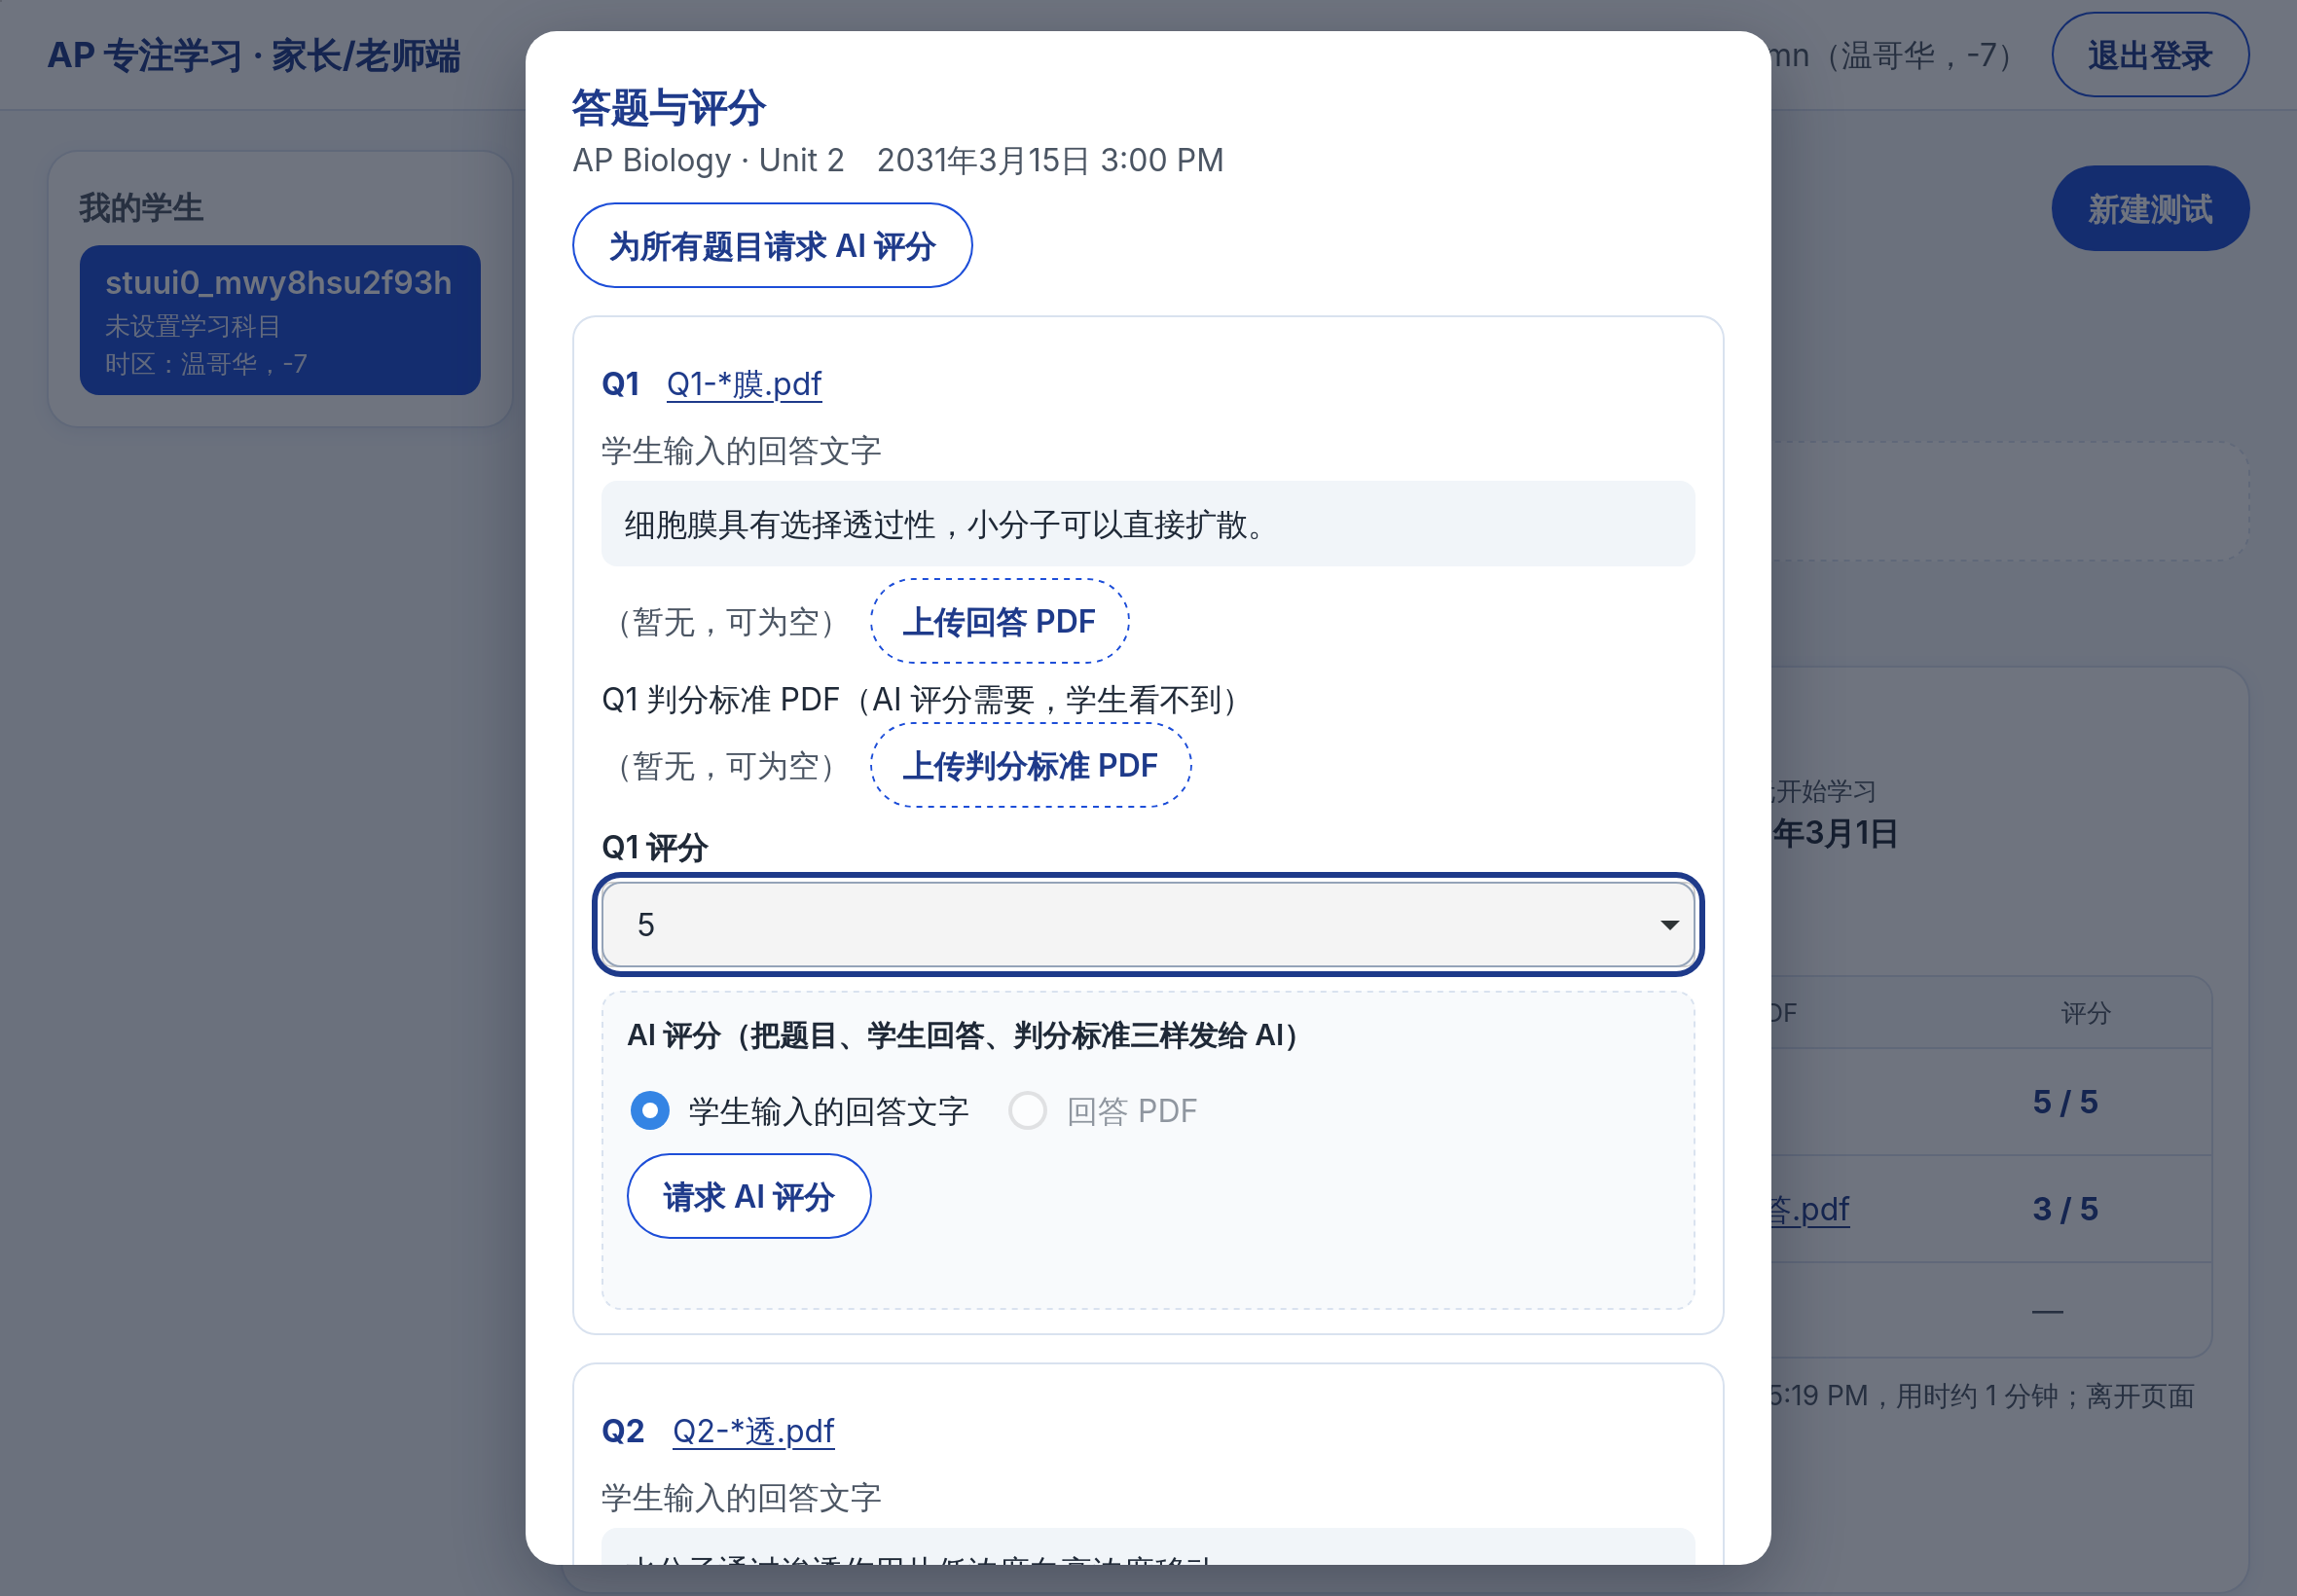 AP 专注学习 · 家长/老师端
mn（温哥华，-7）
退出登录
我的学生
stuui0_mwy8hsu2f93h
未设置学习科目
时区：温哥华，-7
新建测试
答题与评分
AP Biology · Unit 2 2031年3月15日 3:00 PM
为所有题目请求 AI 评分
Q1 Q1-*膜.pdf
学生输入的回答文字
细胞膜具有选择透过性，小分子可以直接扩散。
（暂无，可为空） 上传回答 PDF
Q1 判分标准 PDF（AI 评分需要，学生看不到）
（暂无，可为空） 上传判分标准 PDF
Q1 评分
5
AI 评分（把题目、学生回答、判分标准三样发给 AI）
学生输入的回答文字 回答 PDF
请求 AI 评分
Q2 Q2-*透.pdf
学生输入的回答文字
开始学习
年3月1日
DF 评分
5 / 5
答.pdf 3 / 5
—
5:19 PM，用时约 1 分钟；离开页面